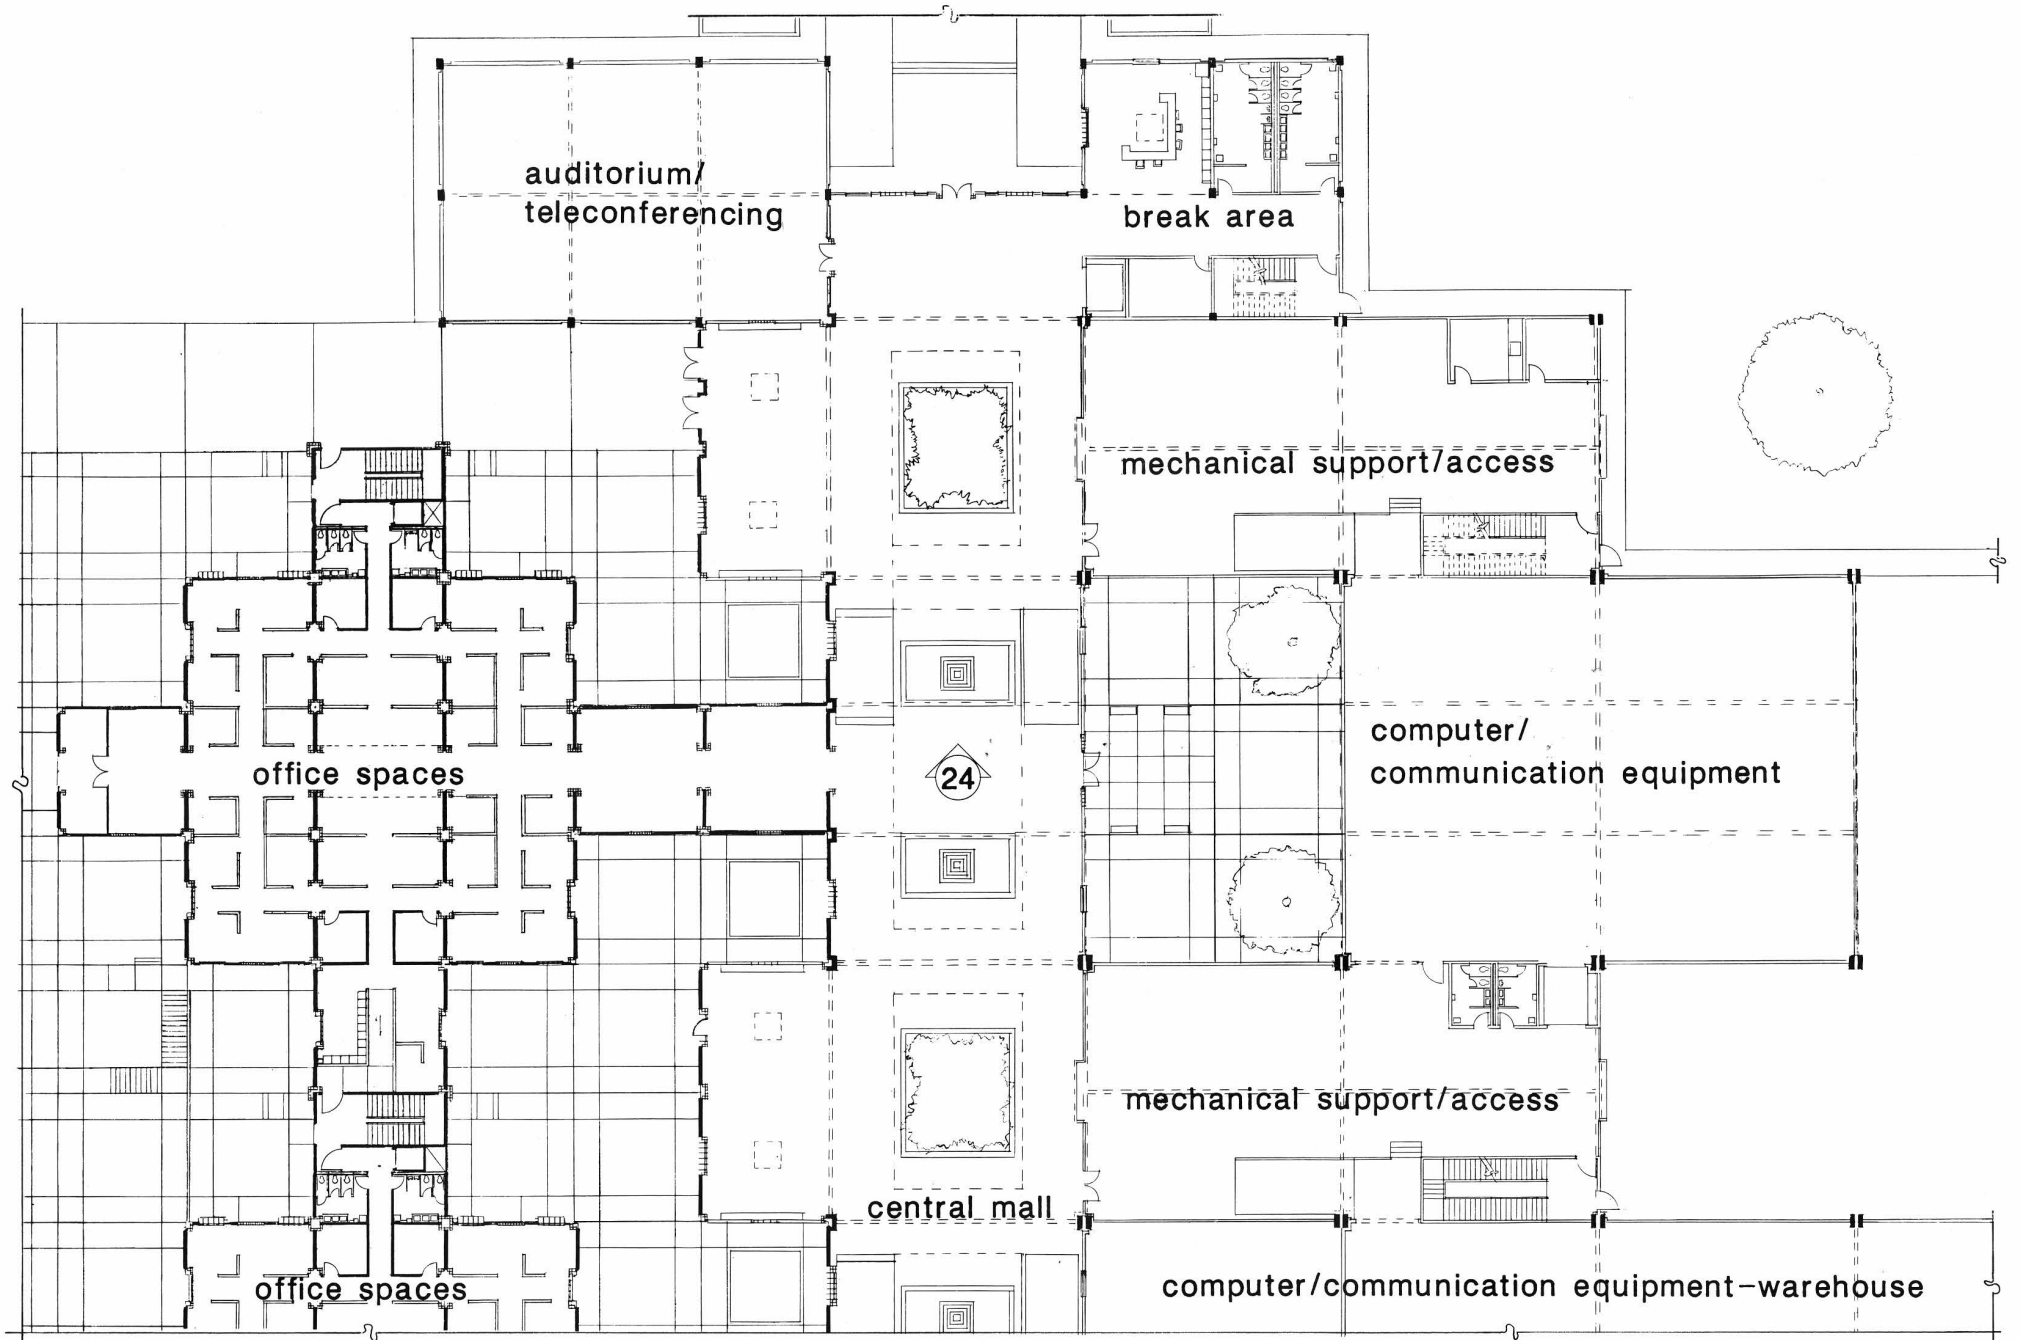 auditorium/
teleconferencing
break area
mechanical support/access
computer/
communication equipment
office spaces
24
mechanical support/access
central mall
office spaces
computer/communication equipment-warehouse